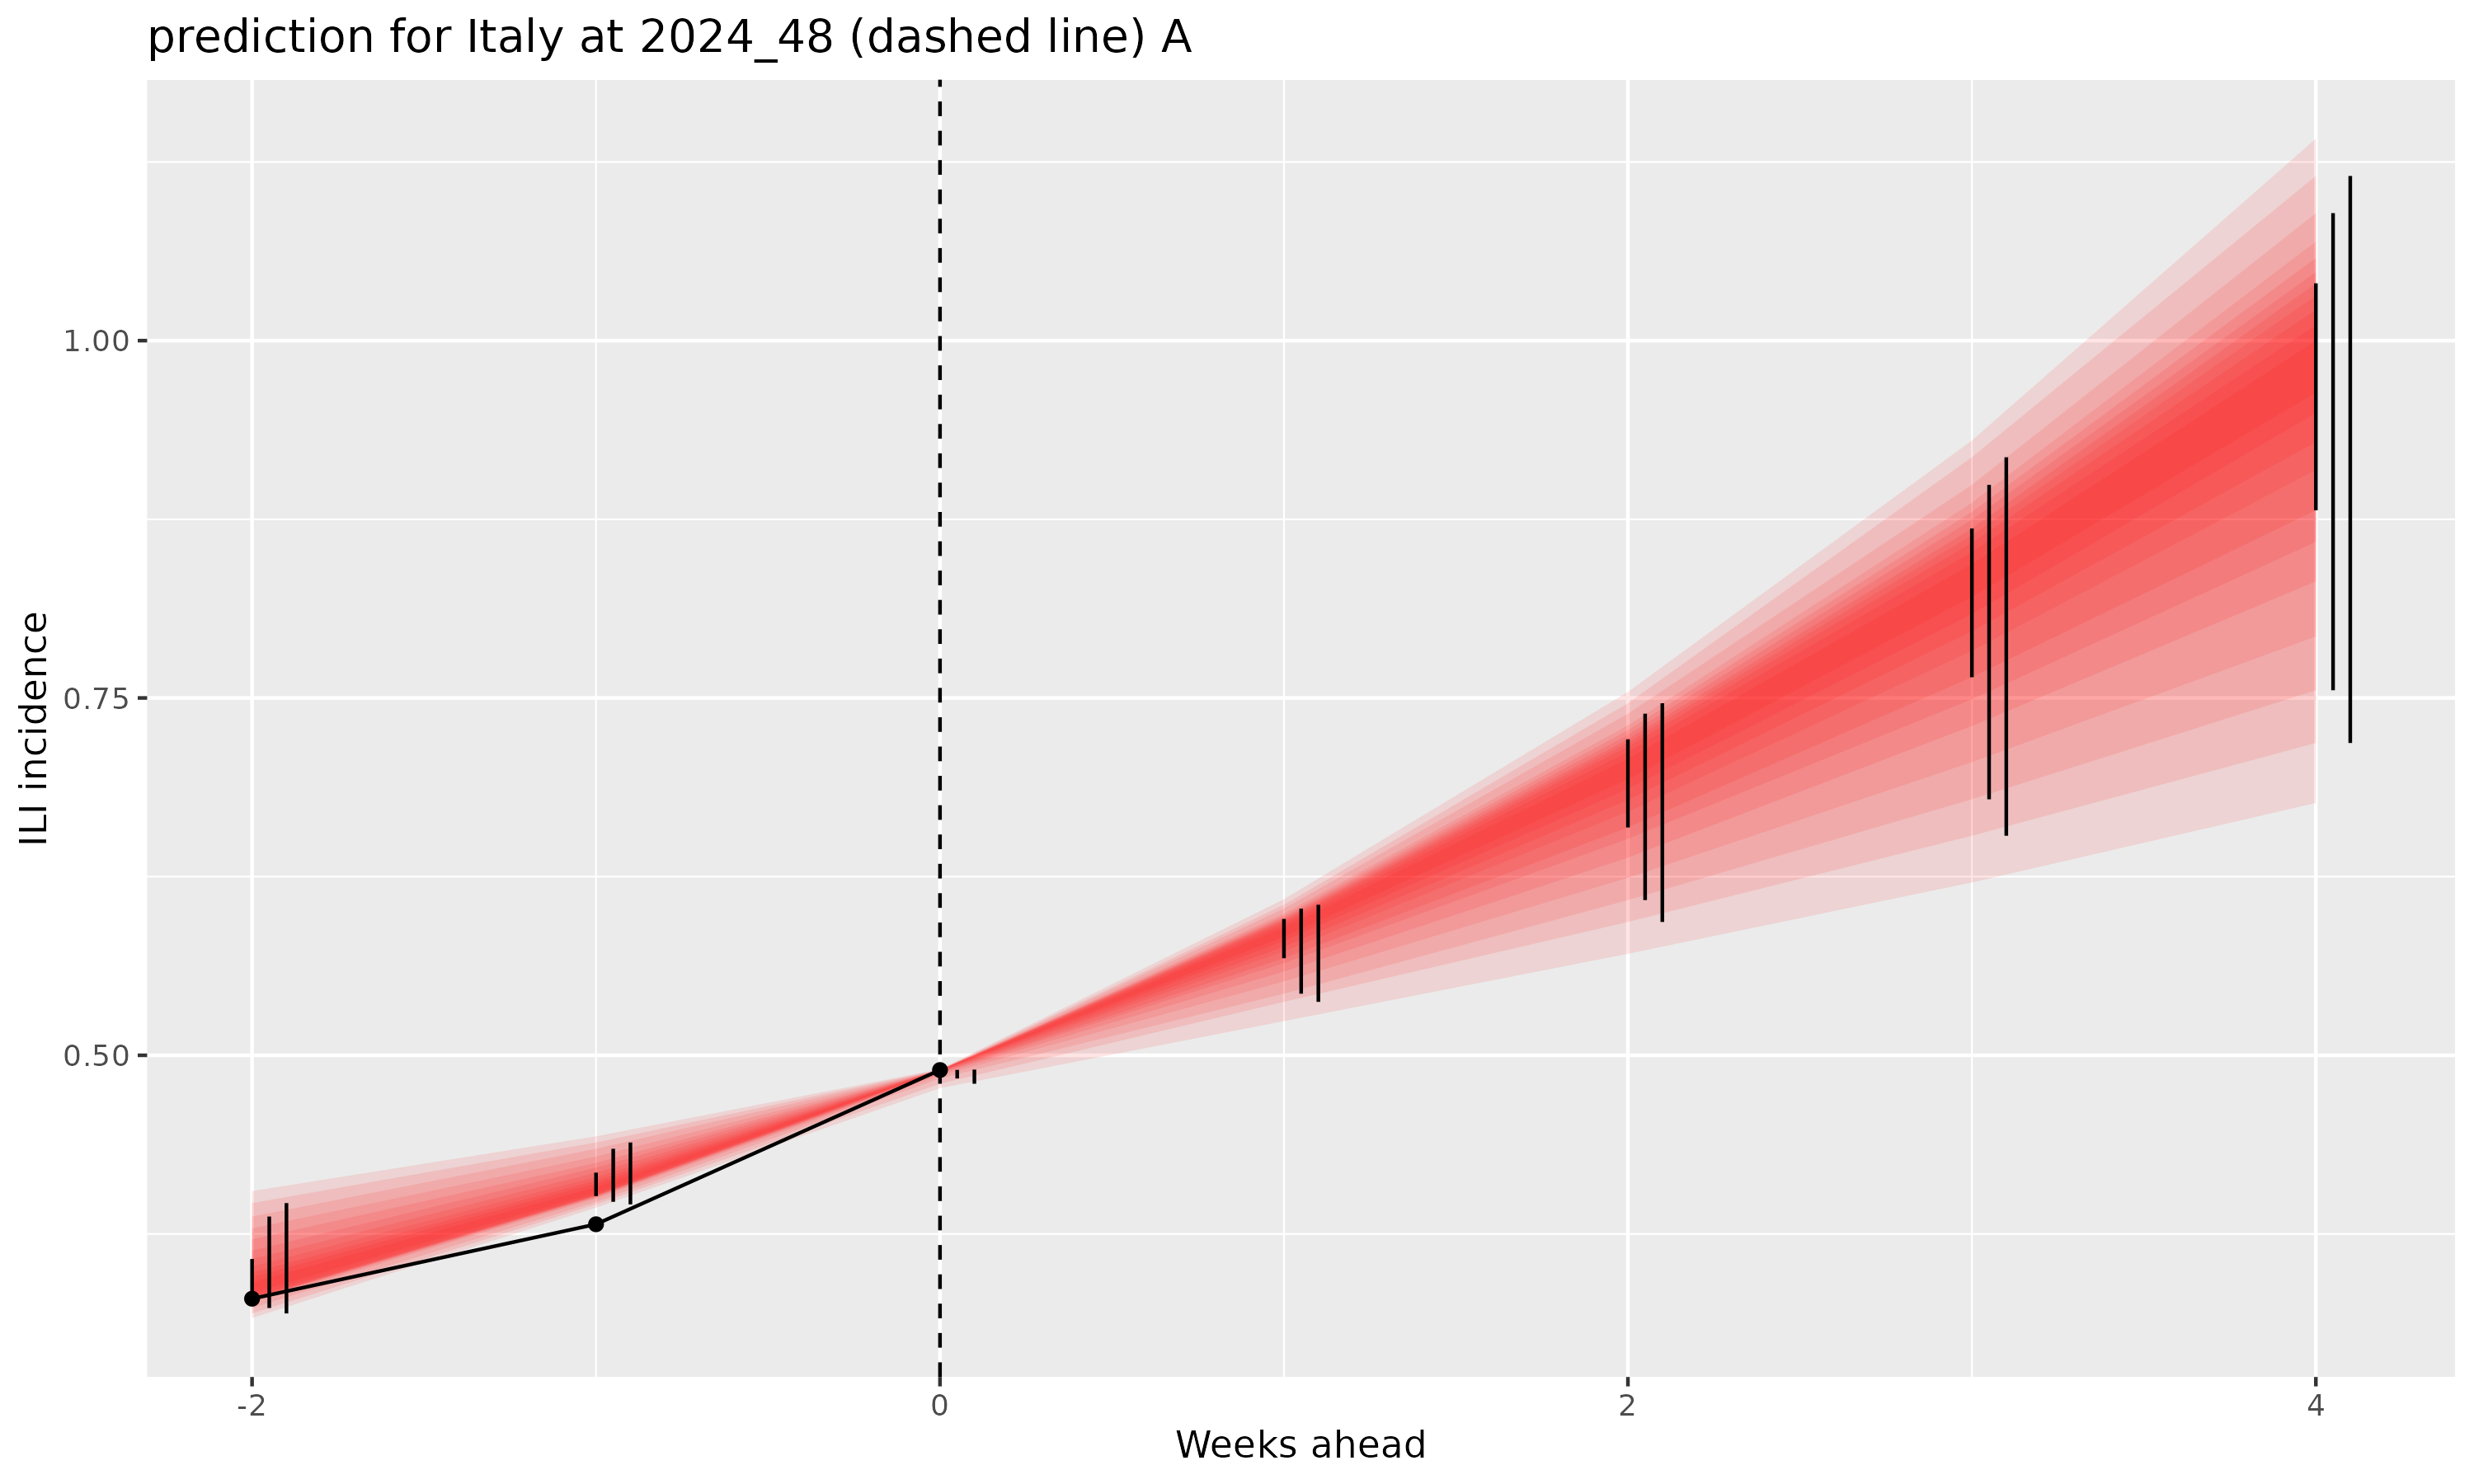 prediction for Italy at 2024_48 (dashed line) A
ILI incidence
1.00
0.75
0.50
-2
0
2
4
Weeks ahead